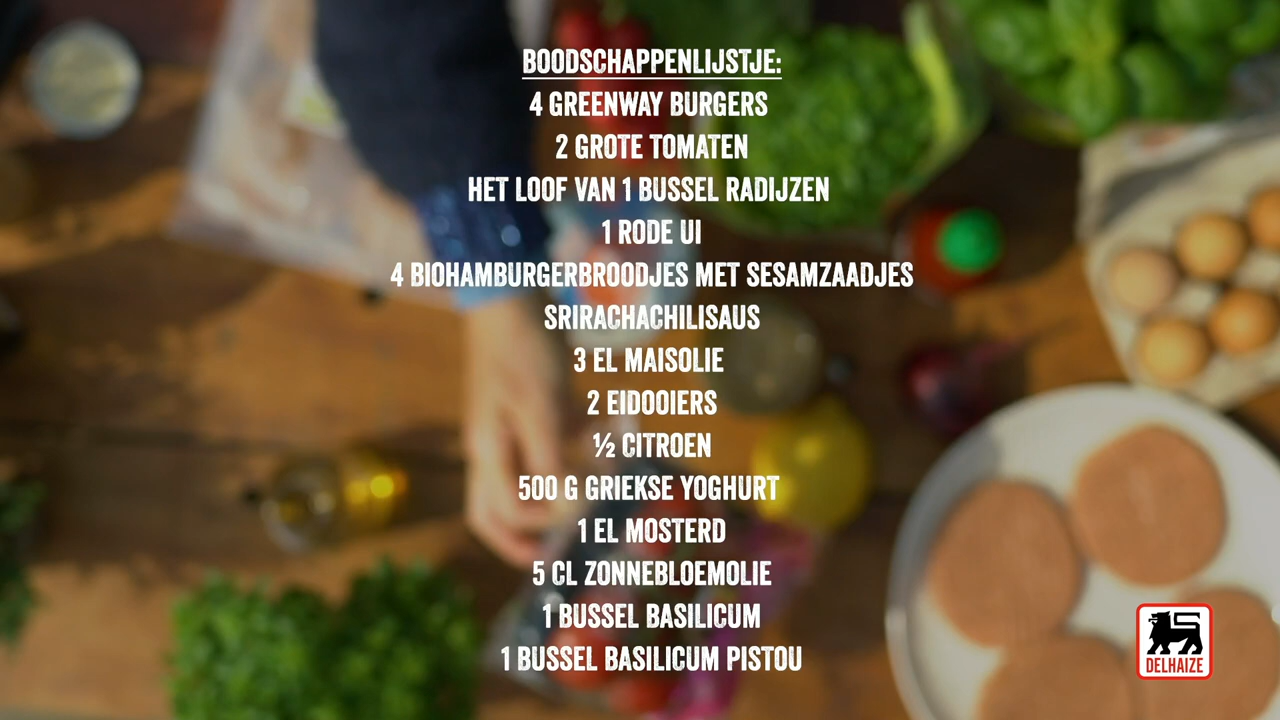 BOODSCHAPPENLIJSTJE:
4 GREENWAY BURGERS
2 GROTE TOMATEN
HET LOOF VAN 1 BUSSEL RADIJZEN
1 RODE UI
4 BIOHAMBURGERBROODJES MET SESAMZAADJES
SRIRACHACHILISAUS
3 EL MAISOLIE
2 EIDOOIERS
½ CITROEN
500 G GRIEKSE YOGHURT
1 EL MOSTERD
5 CL ZONNEBLOEMOLIE
1 BUSSEL BASILICUM
1 BUSSEL BASILICUM PISTOU
DELHAIZE